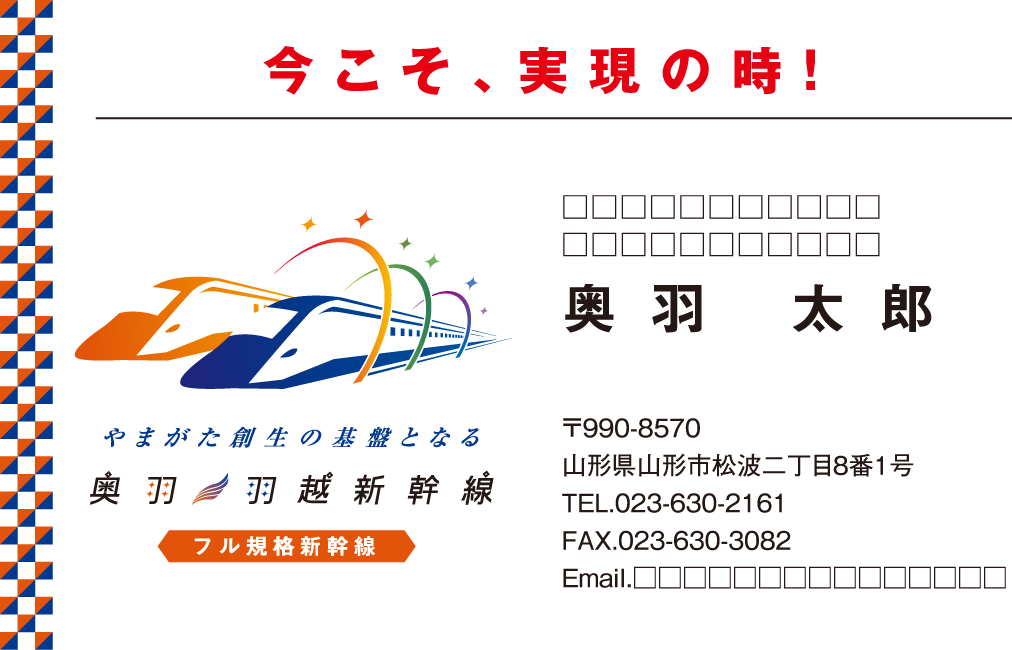 今こそ、実現の時!
□□□□□□□□□□□
□□□□□□□□□□□
奥羽　太郎
やまがた創生の基盤となる
奥羽羽越新幹線
フル規格新幹線
〒990-8570
山形県山形市松波二丁目8番1号
TEL.023-630-2161
FAX.023-630-3082
Email.□□□□□□□□□□□□□□□